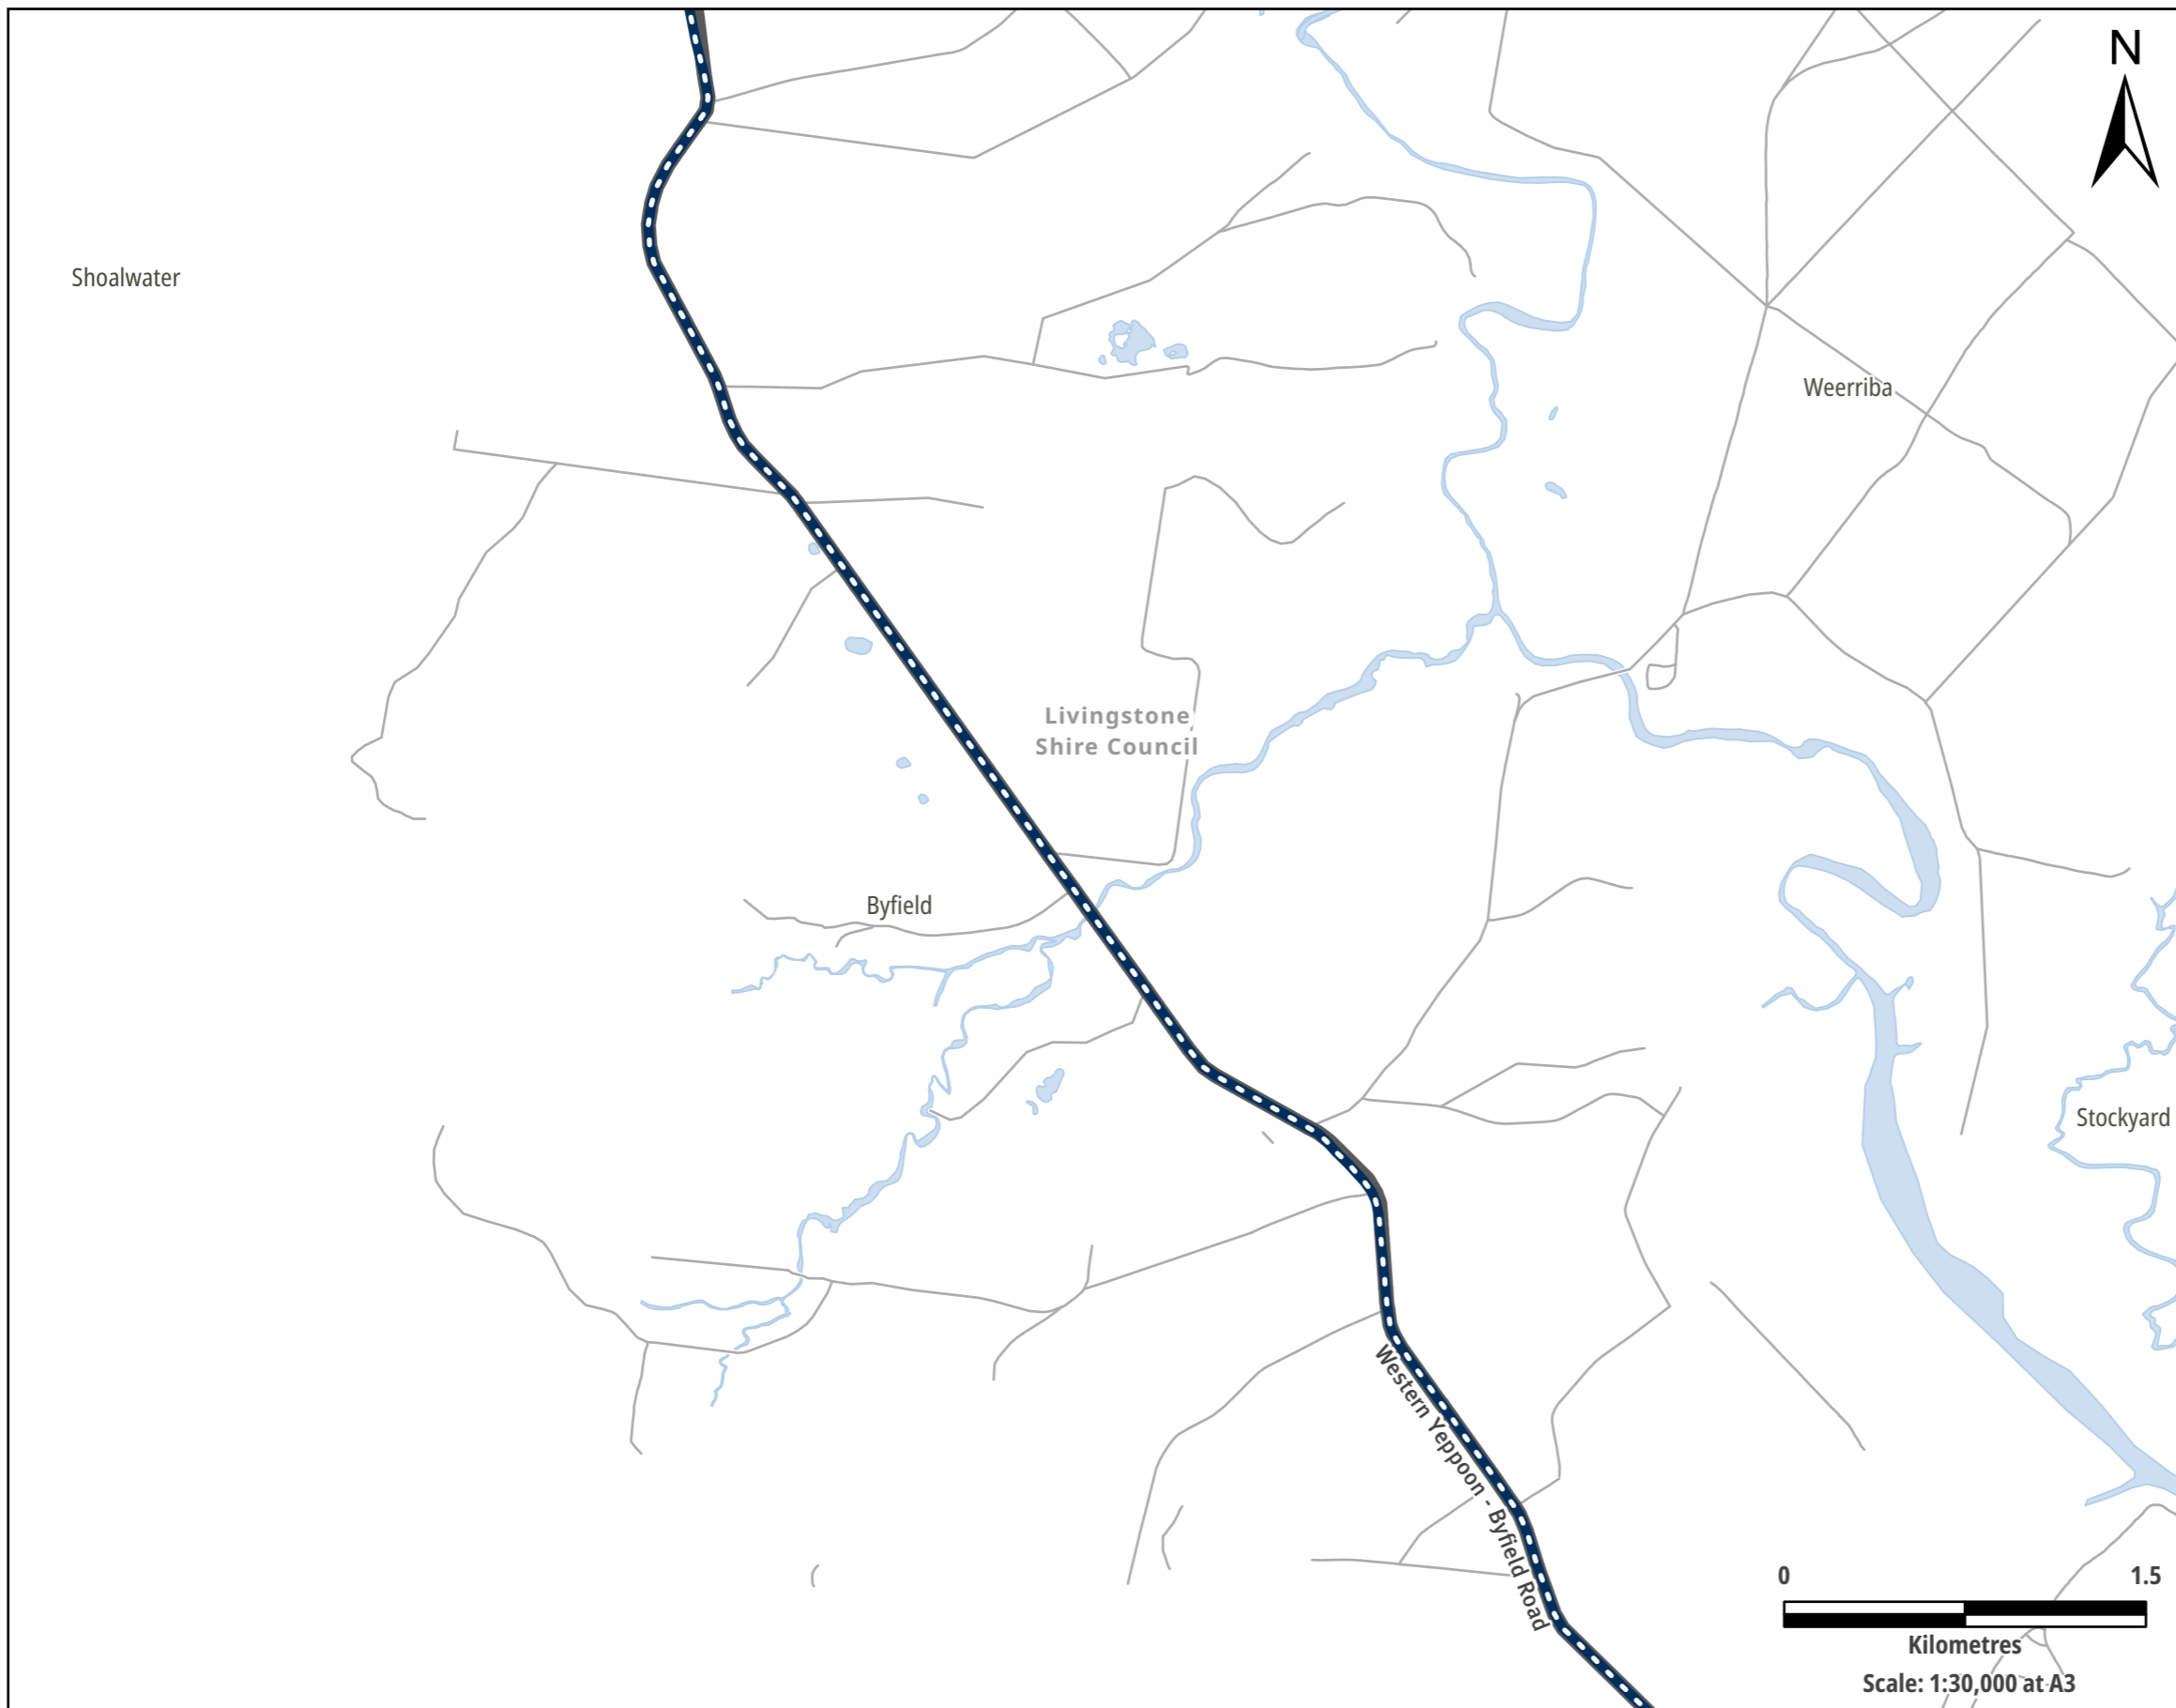 N
Shoalwater
Weerriba
Livingstone
Shire Council
Byfield
Stockyard
Western Yeppoon - Byfield Road
0 1.5
Kilometres
Scale: 1:30,000 at A3